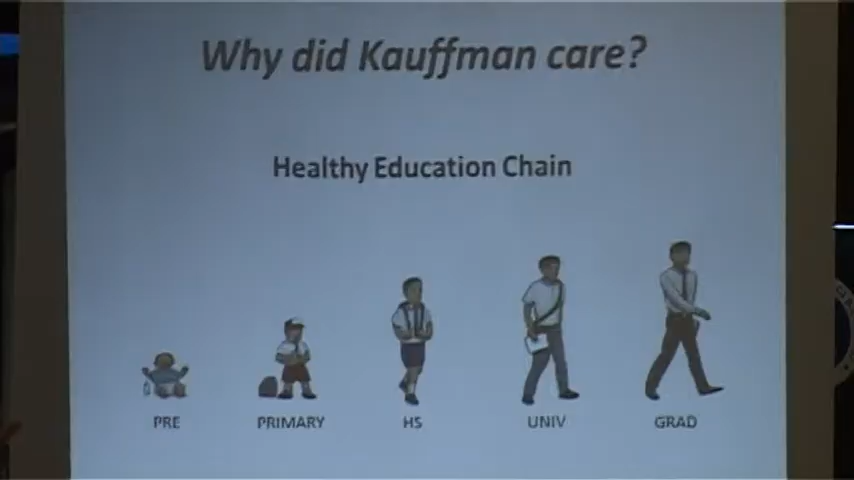 Why did Kauffman care?
Healthy Education Chain
PRE PRIMARY HS UNIV GRAD